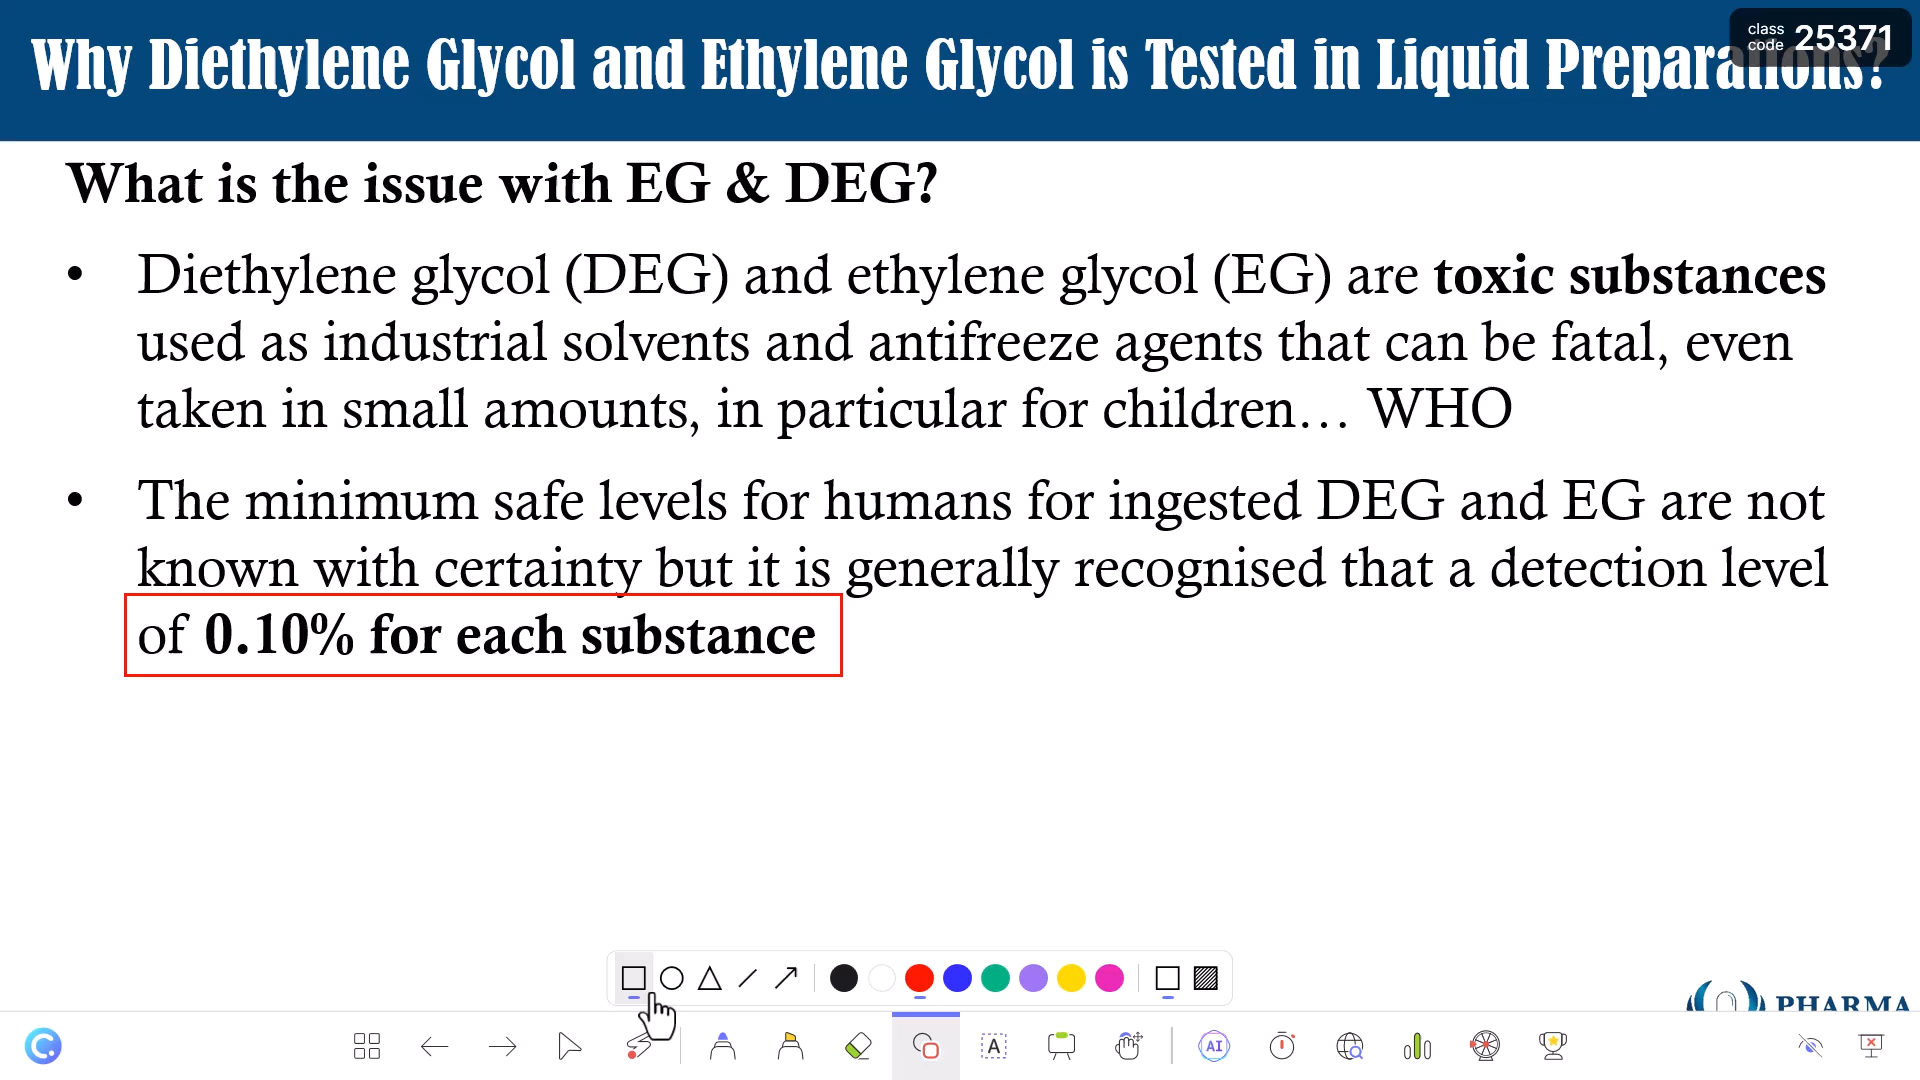 Why Diethylene Glycol and Ethylene Glycol is Tested in Liquid Preparations?
class code 25371
What is the issue with EG & DEG?
• Diethylene glycol (DEG) and ethylene glycol (EG) are toxic substances
used as industrial solvents and antifreeze agents that can be fatal, even
taken in small amounts, in particular for children… WHO
• The minimum safe levels for humans for ingested DEG and EG are not
known with certainty but it is generally recognised that a detection level
of 0.10% for each substance
PHARMA
A
AI